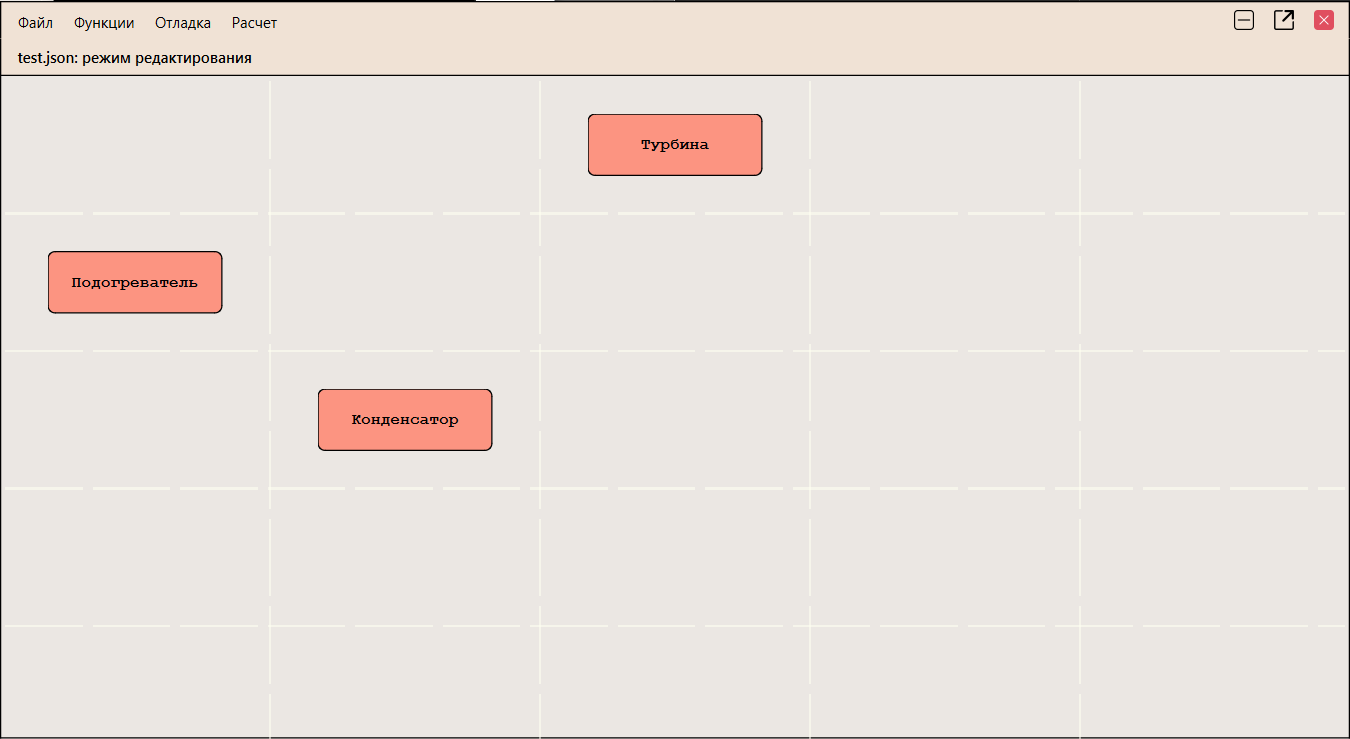 Файл Функции Отладка Расчет
test.json: режим редактирования
Турбина
Подогреватель
Конденсатор